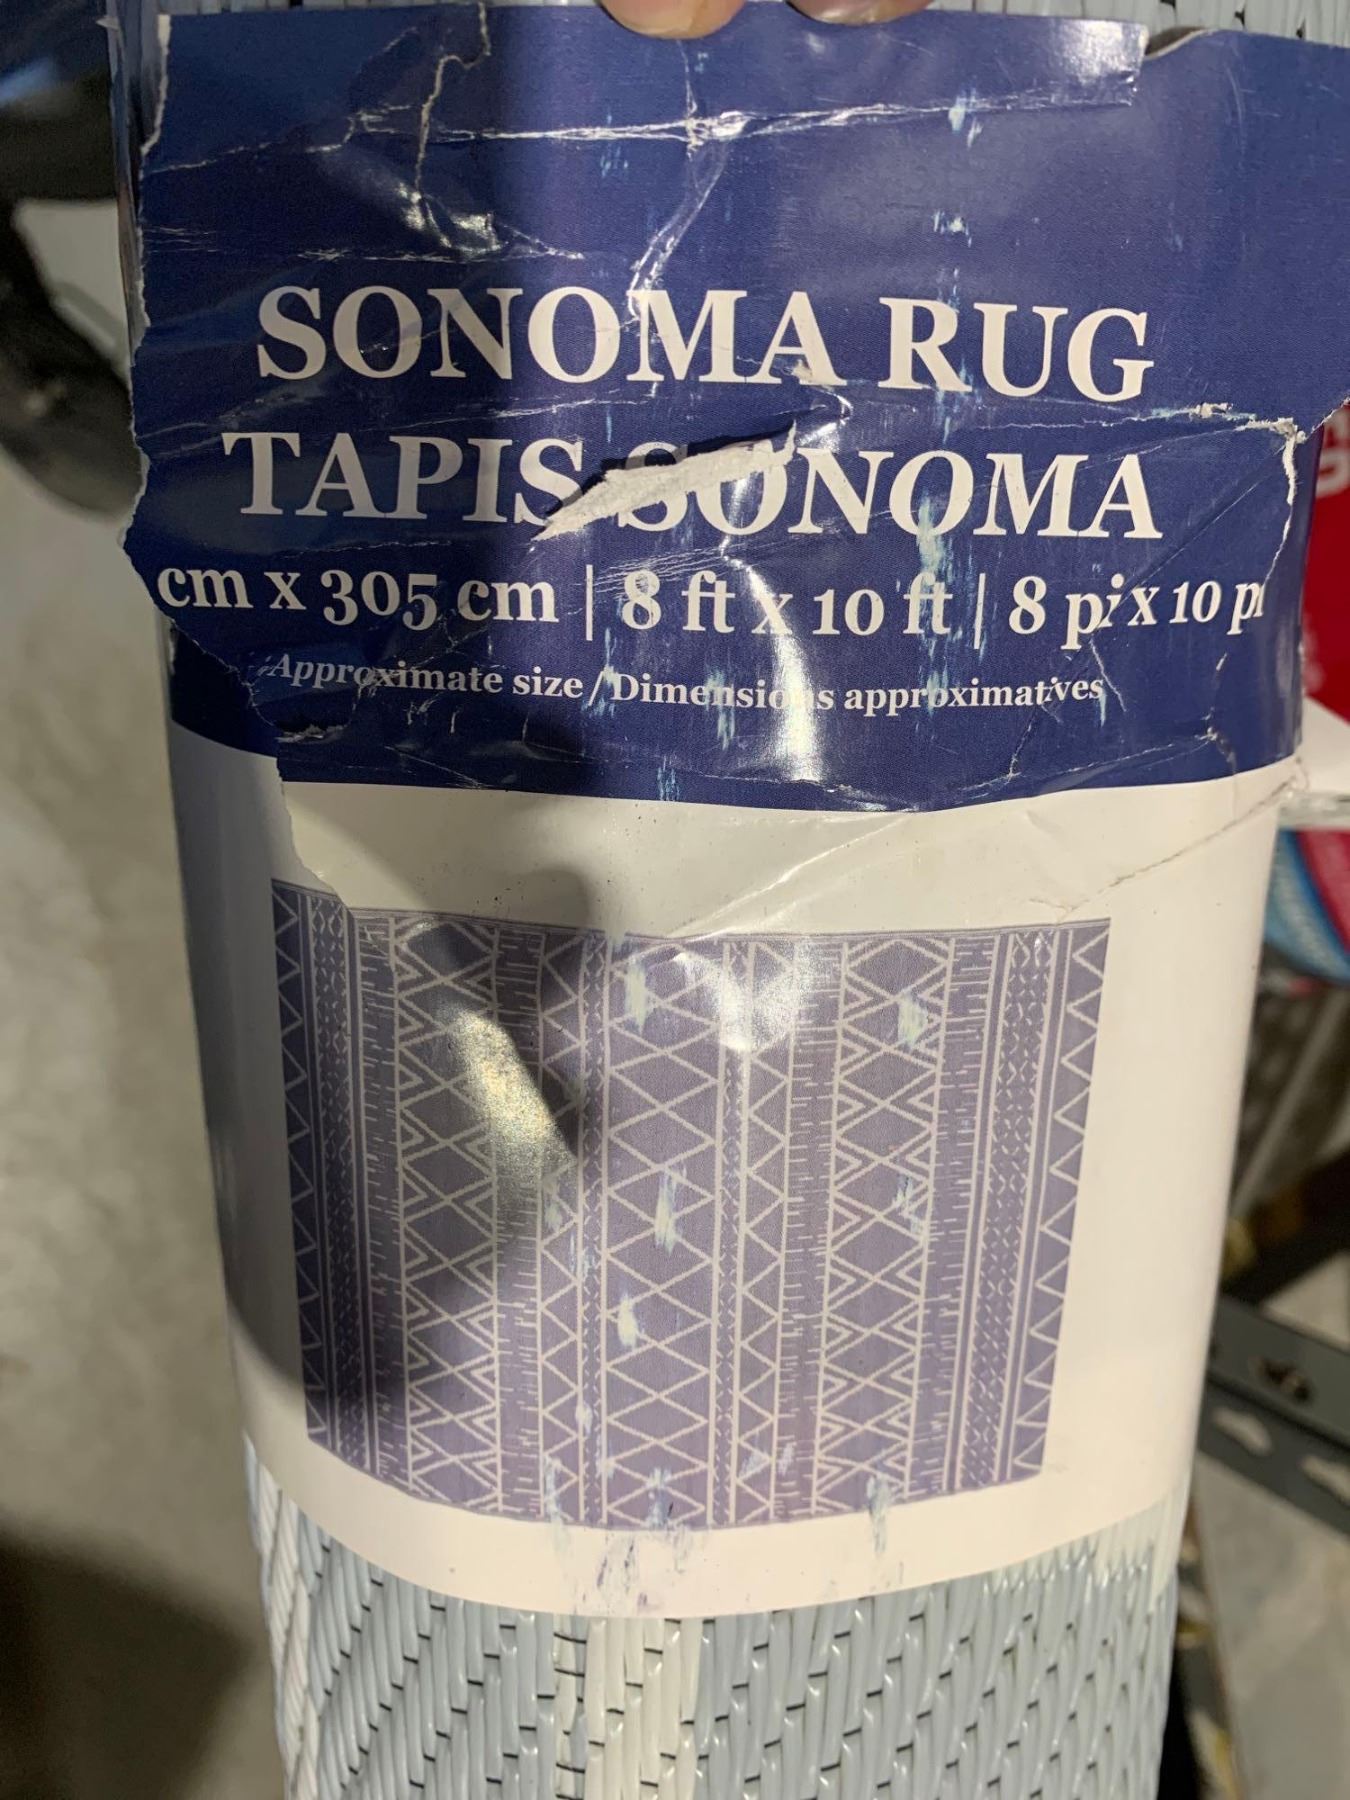 SONOMA RUG
TAPIS SONOMA
cm x 305 cm | 8 ft x 10 ft | 8 pi x 10 pi
Approximate size / Dimensions approximatives